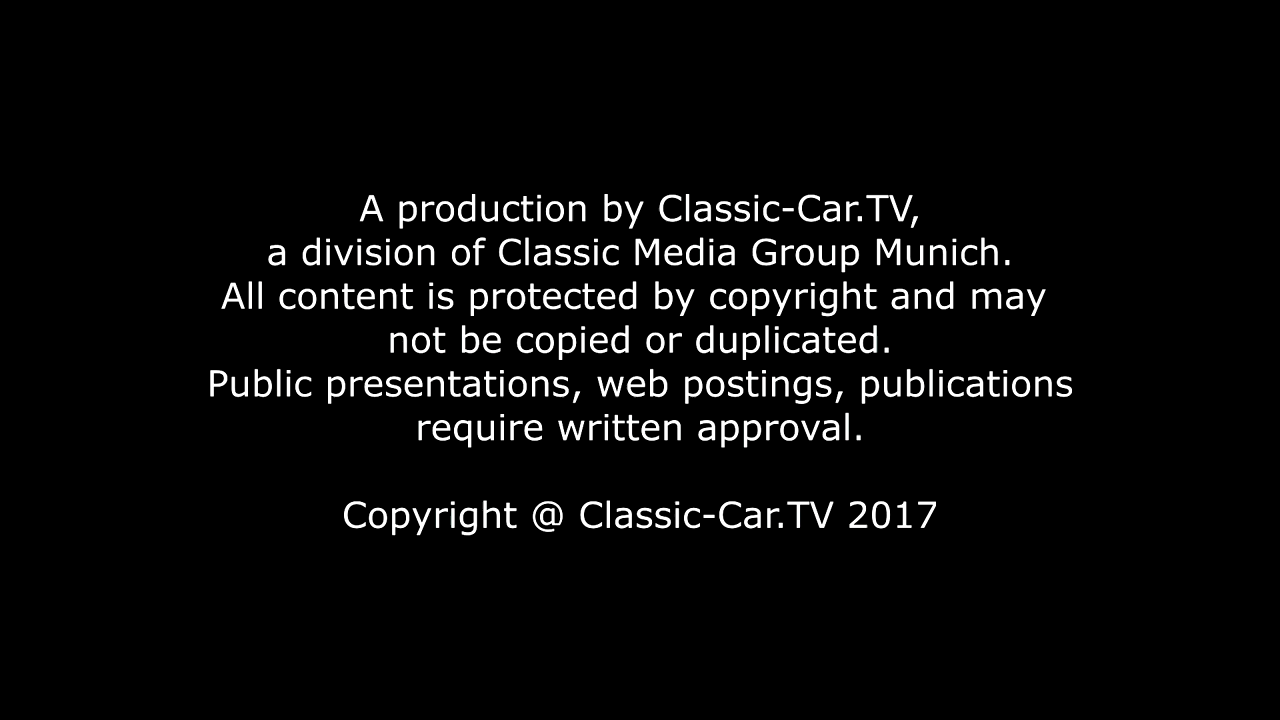 A production by Classic-Car.TV,
a division of Classic Media Group Munich.
All content is protected by copyright and may
not be copied or duplicated.
Public presentations, web postings, publications
require written approval.
Copyright @ Classic-Car.TV 2017